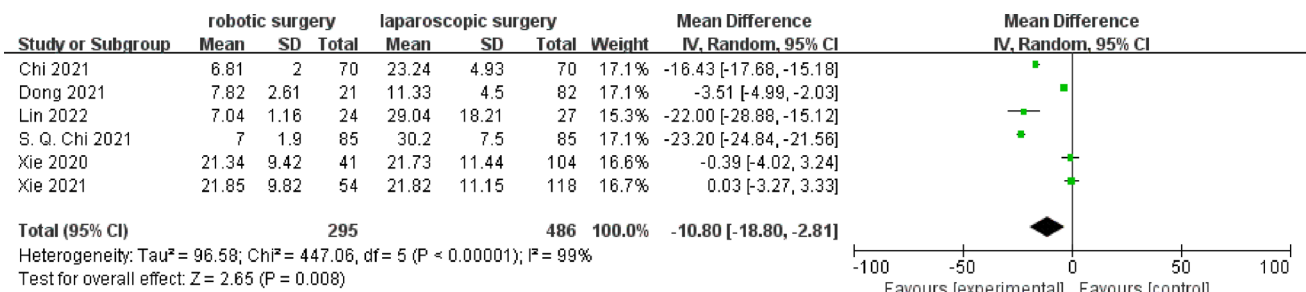 robotic surgery laparoscopic surgery Mean Difference Mean Difference
Study or Subgroup Mean SD Total Mean SD Total Weight IV, Random, 95% CI IV, Random, 95% CI
Chi 2021 6.81 2 70 23.24 4.93 70 17.1% -16.43 [-17.68, -15.18]
Dong 2021 7.82 2.61 21 11.33 4.5 82 17.1% -3.51 [-4.99, -2.03]
Lin 2022 7.04 1.16 24 29.04 18.21 27 15.3% -22.00 [-28.88, -15.12]
S. Q. Chi 2021 7 1.9 85 30.2 7.5 85 17.1% -23.20 [-24.84, -21.56]
Xie 2020 21.34 9.42 41 21.73 11.44 104 16.6% -0.39 [-4.02, 3.24]
Xie 2021 21.85 9.82 54 21.82 11.15 118 16.7% 0.03 [-3.27, 3.33]
Total (95% CI) 295 486 100.0% -10.80 [-18.80, -2.81]
Heterogeneity: Tau² = 96.58; Chi² = 447.06, df = 5 (P < 0.00001); I² = 99%
Test for overall effect: Z = 2.65 (P = 0.008)
-100 -50 0 50 100
Favours [experimental] Favours [control]